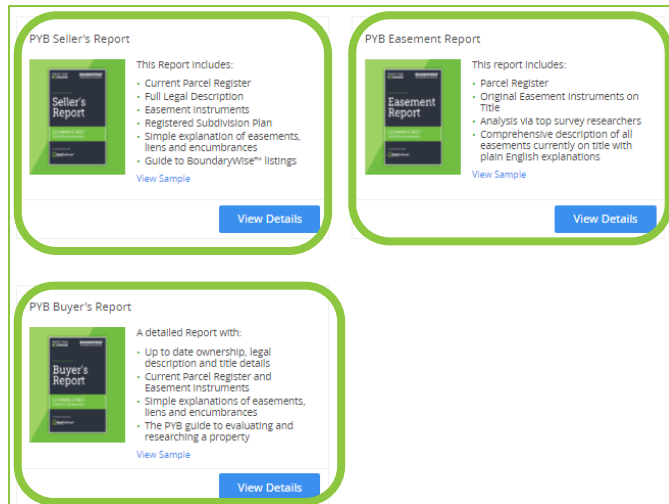 PYB Seller's Report
This Report includes:
• Current Parcel Register
• Full Legal Description
• Easement Instruments
• Registered Subdivision Plan
• Simple explanation of easements,
liens and encumbrances
• Guide to BoundaryWise™ listings
View Sample
Seller's
Report
View Details
PYB Easement Report
This report includes:
• Parcel Register
• Original Easement Instruments on
Title
• Analysis via top survey researchers
• Comprehensive description of all
easements currently on title with
plain English explanations
View Sample
Easement
Report
View Details
PYB Buyer's Report
A detailed Report with:
• Up to date ownership, legal
description and title details
• Current Parcel Register and
Easement Instruments
• Simple explanations of easements,
liens and encumbrances
• The PYB guide to evaluating and
researching a property
View Sample
Buyer's
Report
View Details